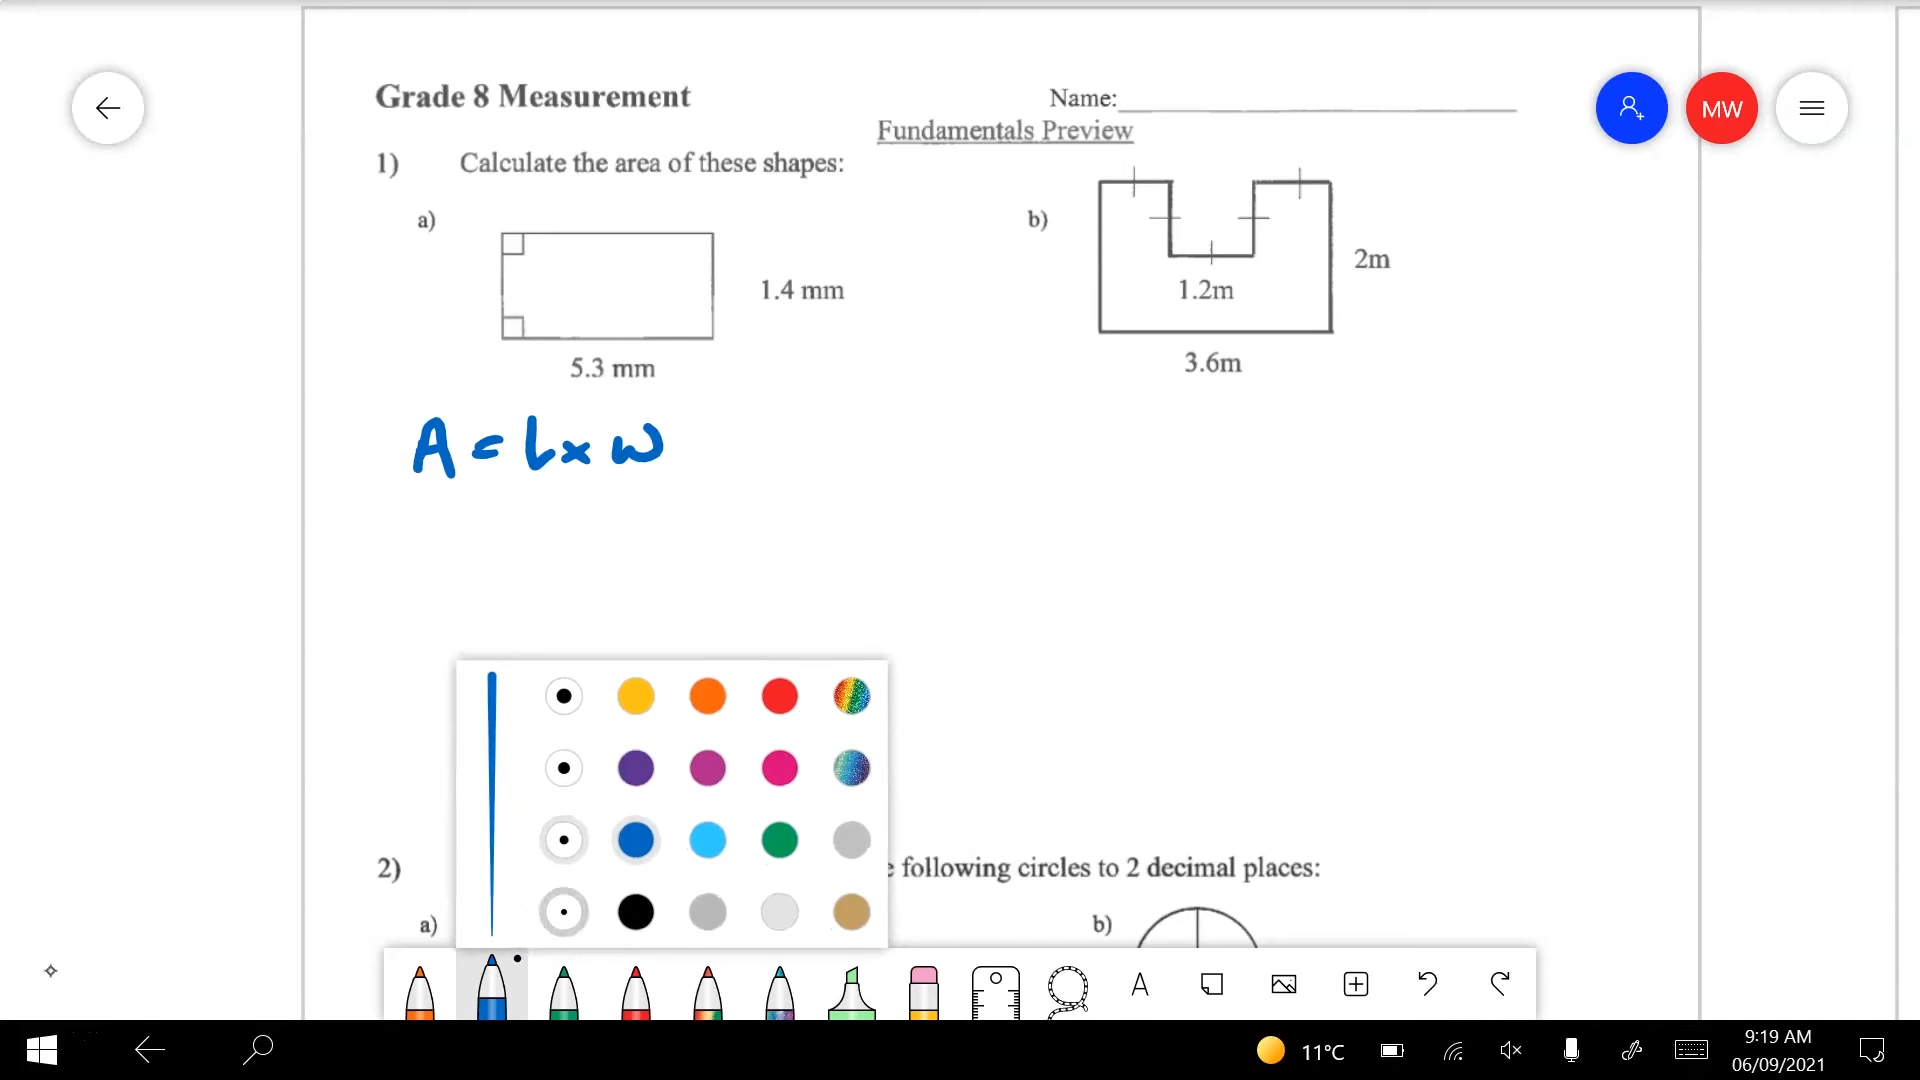 Grade 8 Measurement
Name:
MW
Fundamentals Preview
1) Calculate the area of these shapes:
a)
b)
1.4 mm
5.3 mm
2m
1.2m
3.6m
A = L x W
2) following circles to 2 decimal places:
a)
b)
A
11°C
9:19 AM
06/09/2021